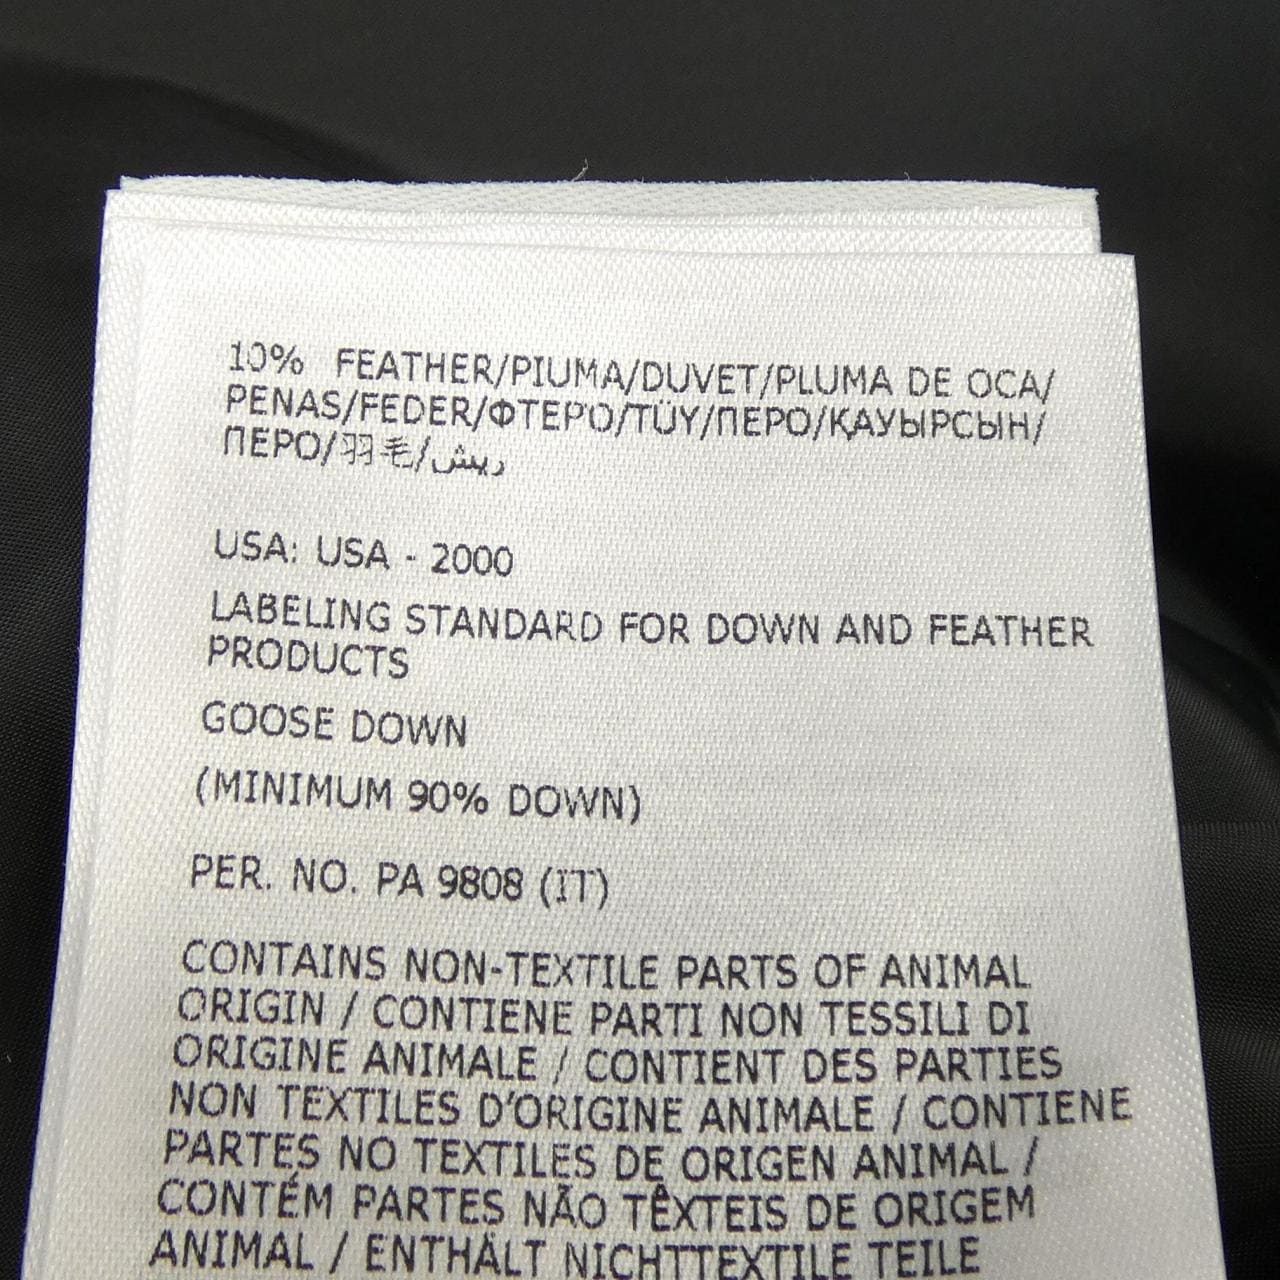 10% FEATHER/PIUMA/DUVET/PLUMA DE OCA/
PENAS/FEDER/ΦΤΕΡΌ/TÜY/ПЕРО/ҚАУЫРСЫН/
ПЕРО/羽毛/ريش
USA: USA - 2000
LABELING STANDARD FOR DOWN AND FEATHER
PRODUCTS
GOOSE DOWN
(MINIMUM 90% DOWN)
PER. NO. PA 9808 (IT)
CONTAINS NON-TEXTILE PARTS OF ANIMAL
ORIGIN / CONTIENE PARTI NON TESSILI DI
ORIGINE ANIMALE / CONTIENT DES PARTIES
NON TEXTILES D'ORIGINE ANIMALE / CONTIENE
PARTES NO TEXTILES DE ORIGEN ANIMAL /
CONTÉM PARTES NÃO TÊXTEIS DE ORIGEM
ANIMAL / ENTHÄLT NICHTTEXTILE TEILE